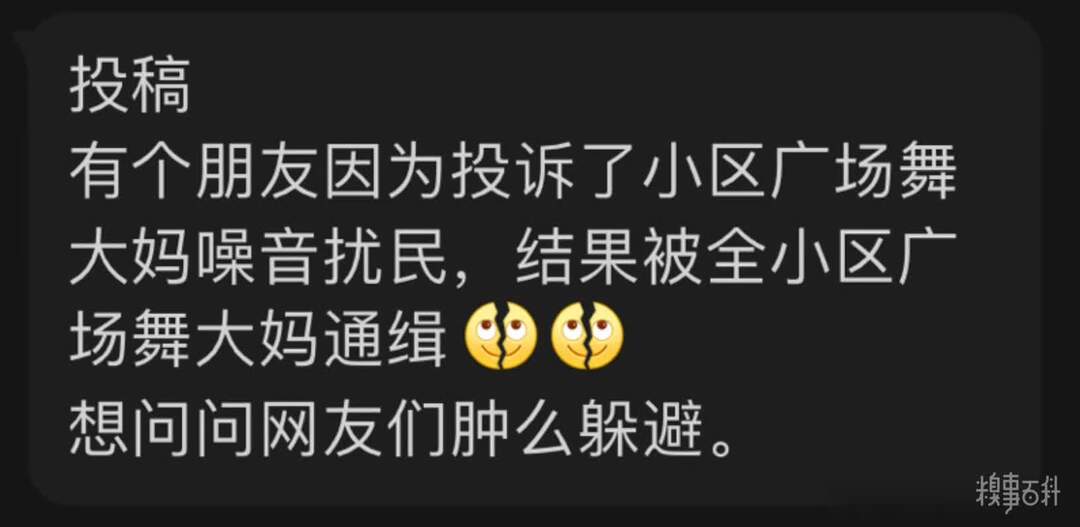 投稿
有个朋友因为投诉了小区广场舞
大妈噪音扰民，结果被全小区广
场舞大妈通缉
想问问网友们肿么躲避。
糗事百科